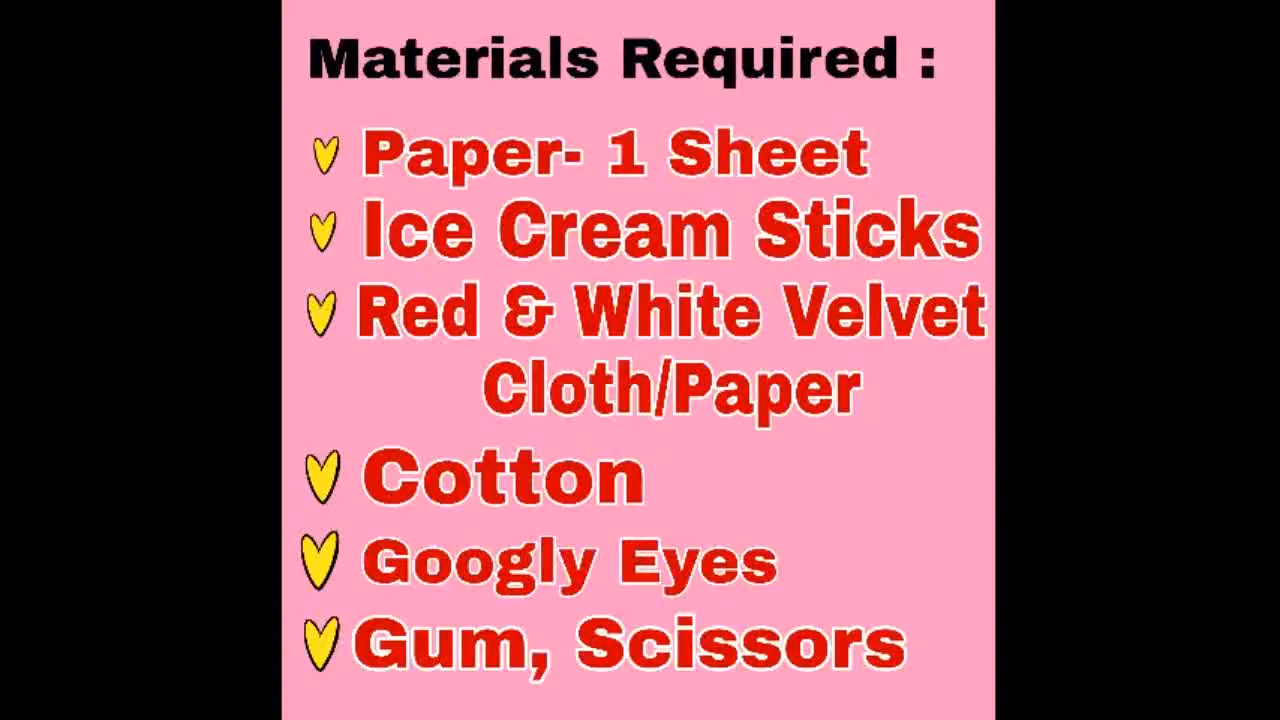 Materials Required :
Paper- 1 Sheet
Ice Cream Sticks
Red & White Velvet
Cloth/Paper
Cotton
Googly Eyes
Gum, Scissors